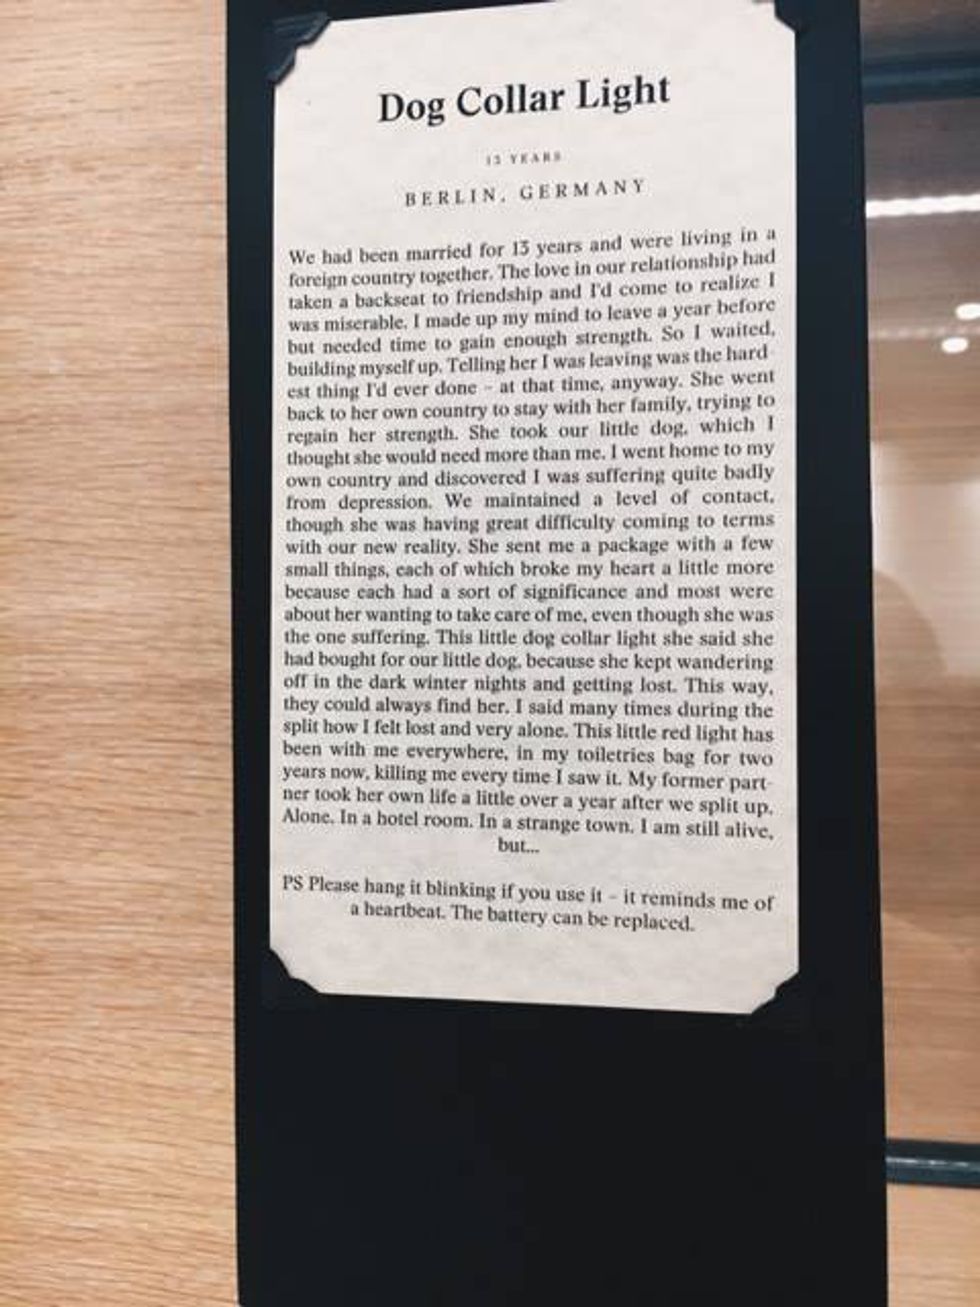 Dog Collar Light
13 YEARS
BERLIN, GERMANY
We had been married for 13 years and were living in a
foreign country together. The love in our relationship had
taken a backseat to friendship and I'd come to realize I
was miserable. I made up my mind to leave a year before
but needed time to gain enough strength. So I waited,
building myself up. Telling her I was leaving was the hard-
est thing I'd ever done – at that time, anyway. She went
back to her own country to stay with her family, trying to
regain her strength. She took our little dog, which I
thought she would need more than me. I went home to my
own country and discovered I was suffering quite badly
from depression. We maintained a level of contact,
though she was having great difficulty coming to terms
with our new reality. She sent me a package with a few
small things, each of which broke my heart a little more
because each had a sort of significance and most were
about her wanting to take care of me, even though she was
the one suffering. This little dog collar light she said she
had bought for our little dog, because she kept wandering
off in the dark winter nights and getting lost. This way,
they could always find her. I said many times during the
split how I felt lost and very alone. This little red light has
been with me everywhere, in my toiletries bag for two
years now, killing me every time I saw it. My former part-
ner took her own life a little over a year after we split up.
Alone. In a hotel room. In a strange town. I am still alive,
but...
PS Please hang it blinking if you use it – it reminds me of
a heartbeat. The battery can be replaced.